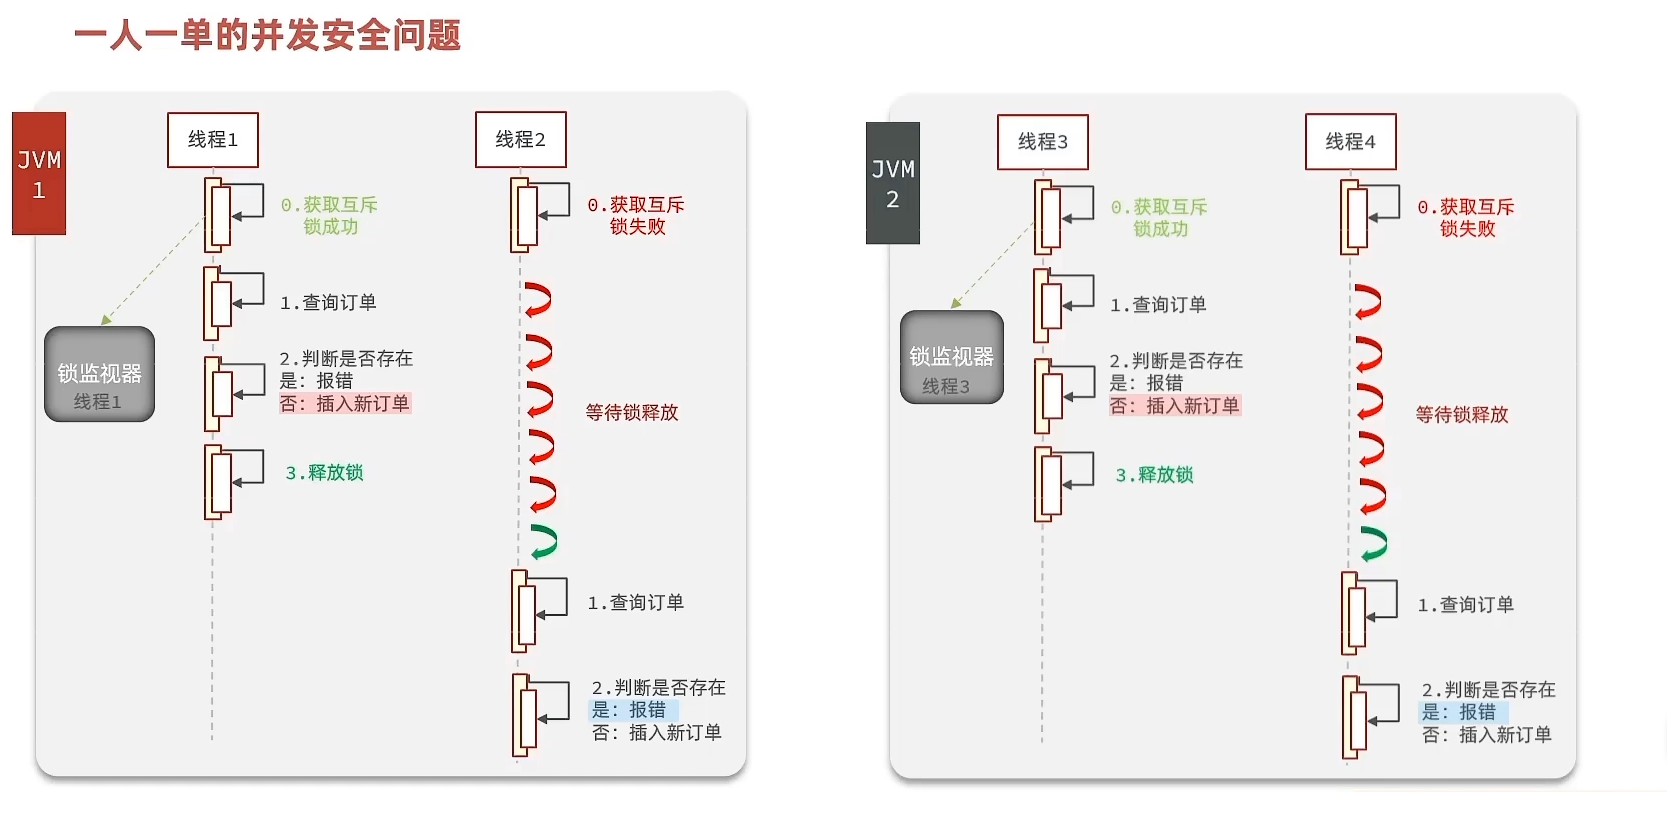 一人一单的并发安全问题
JVM
1
线程1
线程2
0.获取互斥
锁成功
0.获取互斥
锁失败
1.查询订单
锁监视器
线程1
2.判断是否存在
是：报错
否：插入新订单
等待锁释放
3.释放锁
1.查询订单
2.判断是否存在
是：报错
否：插入新订单
JVM
2
线程3
线程4
0.获取互斥
锁成功
0.获取互斥
锁失败
1.查询订单
锁监视器
线程3
2.判断是否存在
是：报错
否：插入新订单
等待锁释放
3.释放锁
1.查询订单
2.判断是否存在
是：报错
否：插入新订单